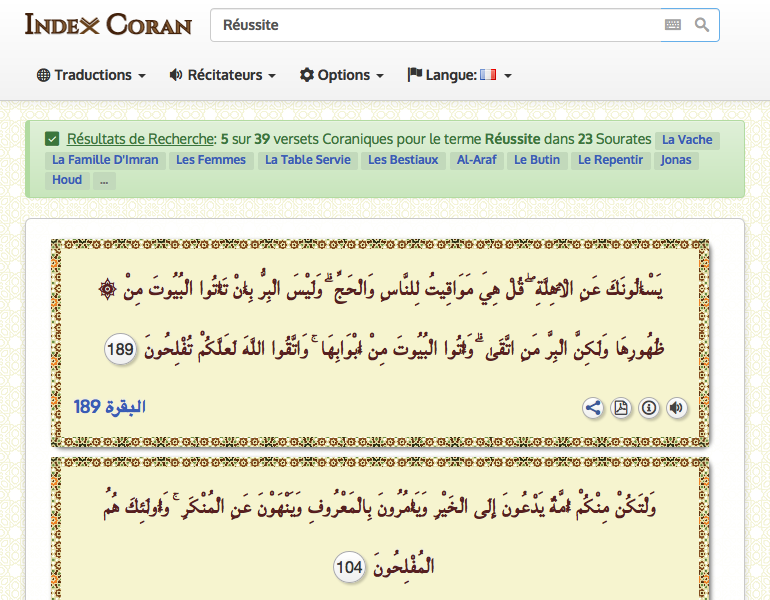 Index Coran
Réussite
Traductions
Récitateurs
Options
Langue:
Résultats de Recherche: 5 sur 39 versets Coraniques pour le terme Réussite dans 23 Sourates La Vache
La Famille D'Imran Les Femmes La Table Servie Les Bestiaux Al-Araf Le Butin Le Repentir Jonas
Houd ...
يَسْأَلُونَكَ عَنِ الْأَهِلَّةِ ۖ قُلْ هِيَ مَوَاقِيتُ لِلنَّاسِ وَالْحَجِّ ۗ وَلَيْسَ الْبِرُّ بِأَنْ تَأْتُوا الْبُيُوتَ مِنْ ۞
ظُهُورِهَا وَلَٰكِنَّ الْبِرَّ مَنِ اتَّقَىٰ ۗ وَأْتُوا الْبُيُوتَ مِنْ أَبْوَابِهَا ۚ وَاتَّقُوا اللَّهَ لَعَلَّكُمْ تُفْلِحُونَ 189
البقرة 189
وَلْتَكُنْ مِنْكُمْ أُمَّةٌ يَدْعُونَ إِلَى الْخَيْرِ وَيَأْمُرُونَ بِالْمَعْرُوفِ وَيَنْهَوْنَ عَنِ الْمُنْكَرِ ۚ وَأُولَٰئِكَ هُمُ
الْمُفْلِحُونَ 104